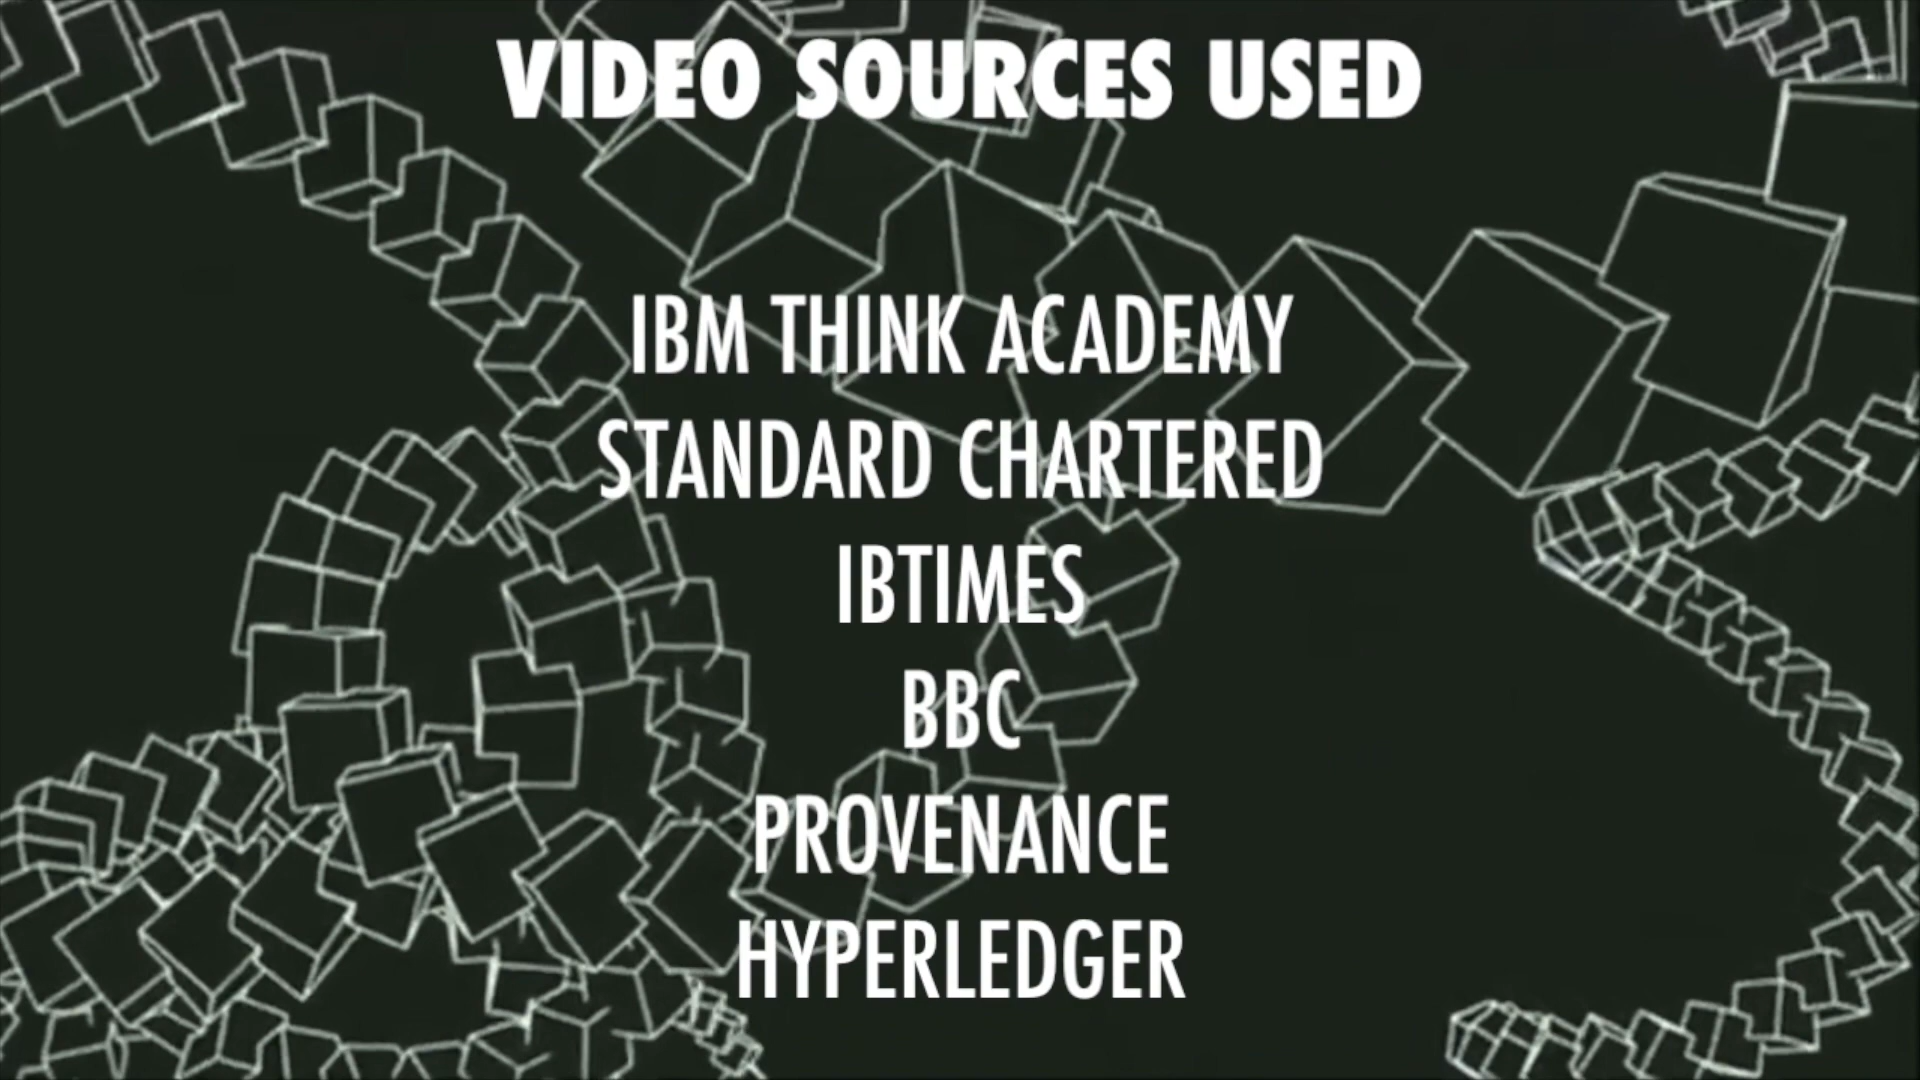 VIDEO SOURCES USED
IBM THINK ACADEMY
STANDARD CHARTERED
IBTIMES
BBC
PROVENANCE
HYPERLEDGER